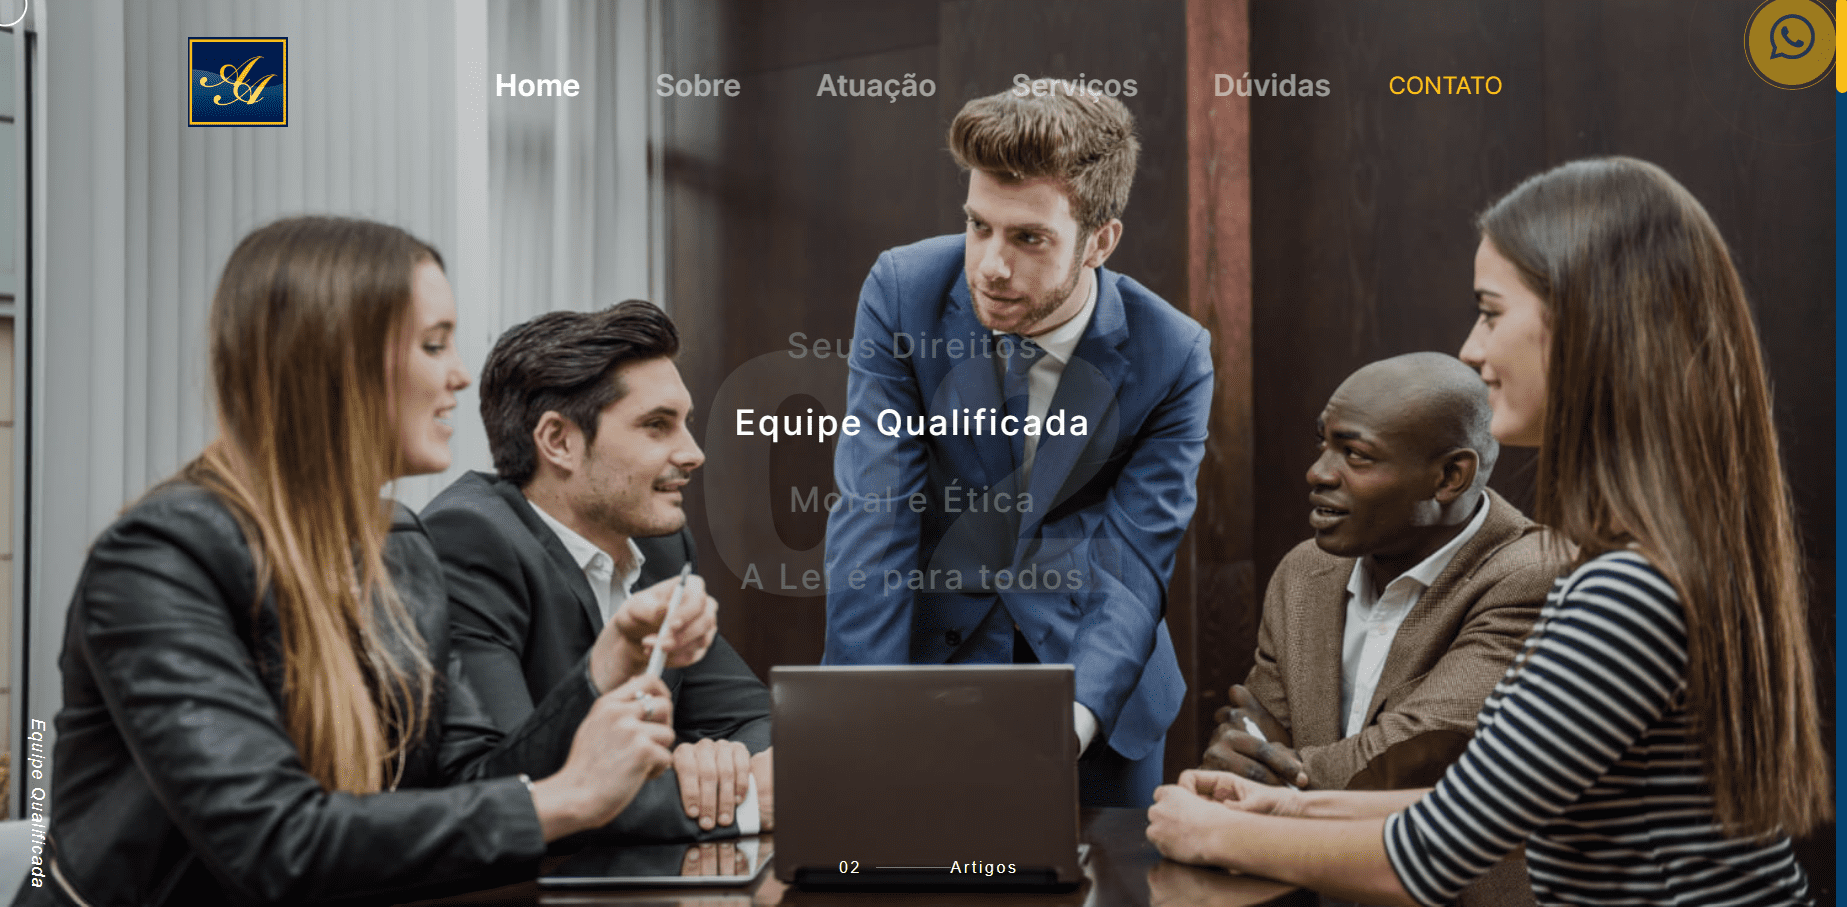 AA
Home Sobre Atuação Serviços Dúvidas CONTATO
Seus Direitos
02
Equipe Qualificada
Moral e Ética
A Lei é para todos
Equipe Qualificada
02 Artigos